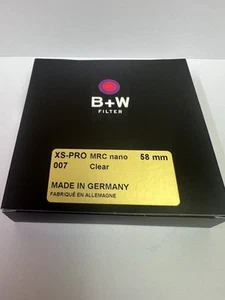 B+W
FILTER
XS-PRO MRC nano 58 mm
007 Clear
MADE IN GERMANY
FABRIQUÉ EN ALLEMAGNE